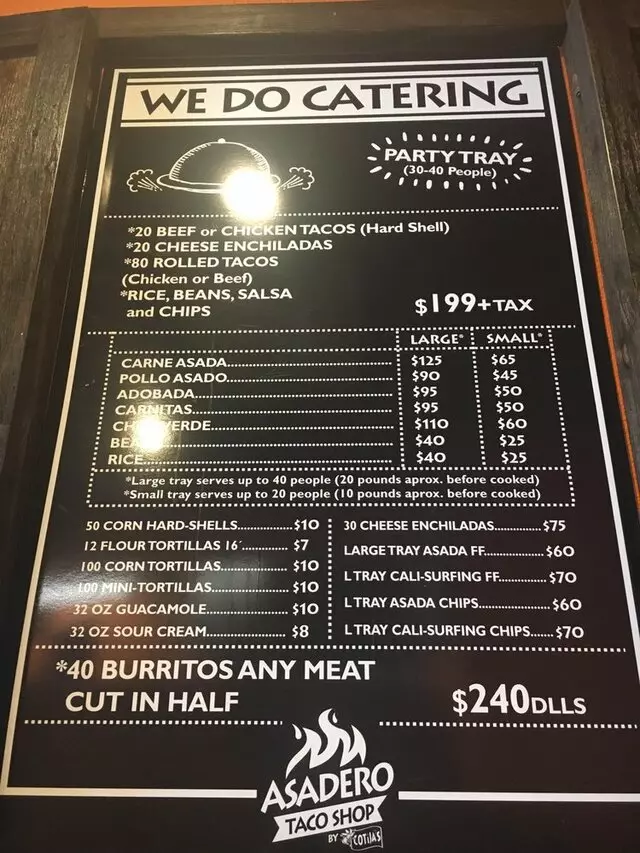 WE DO CATERING
PARTY TRAY
(30-40 People)
*20 BEEF or CHICKEN TACOS (Hard Shell)
*20 CHEESE ENCHILADAS
*80 ROLLED TACOS
(Chicken or Beef)
*RICE, BEANS, SALSA
and CHIPS
$199+TAX
LARGE* SMALL*
CARNE ASADA $125 $65
POLLO ASADO $90 $45
ADOBADA $95 $50
CARNITAS $95 $50
VERDE $110 $60
$40 $25
RICE $40 $25
*Large tray serves up to 40 people (20 pounds aprox. before cooked)
*Small tray serves up to 20 people (10 pounds aprox. before cooked)
50 CORN HARD-SHELLS $10
12 FLOUR TORTILLAS 16´ $7
100 CORN TORTILLAS $10
100 MINI-TORTILLAS $10
32 OZ GUACAMOLE $10
32 OZ SOUR CREAM $8
30 CHEESE ENCHILADAS $75
LARGE TRAY ASADA FF $60
L TRAY CALI-SURFING FF $70
L TRAY ASADA CHIPS $60
L TRAY CALI-SURFING CHIPS $70
*40 BURRITOS ANY MEAT
CUT IN HALF
$240DLLS
ASADERO
TACO SHOP
BY COTIJA'S